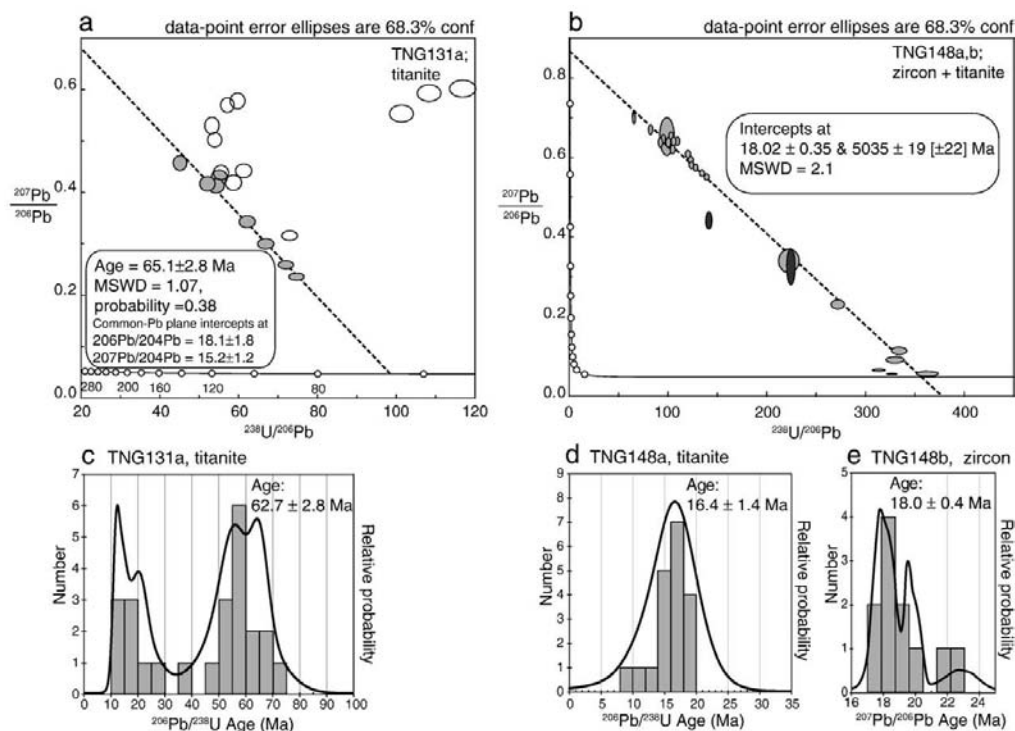 a
data-point error ellipses are 68.3% conf
TNG131a;
titanite
0.6
0.4
0.2
0.0
²⁰⁷Pb
²⁰⁶Pb
Age = 65.1±2.8 Ma
MSWD = 1.07,
probability =0.38
Common-Pb plane intercepts at
206Pb/204Pb = 18.1±1.8
207Pb/204Pb = 15.2±1.2
280 200 160 120 80
20 40 60 80 100 120
²³⁸U/²⁰⁶Pb
b
data-point error ellipses are 68.3% conf
TNG148a,b;
zircon + titanite
0.8
0.6
0.4
0.2
0.0
²⁰⁷Pb
²⁰⁶Pb
Intercepts at
18.02 ± 0.35 & 5035 ± 19 [±22] Ma
MSWD = 2.1
0 100 200 300 400
²³⁸U/²⁰⁶Pb
c TNG131a, titanite
Age:
62.7 ± 2.8 Ma
7
6
5
4
3
2
1
0
Number
Relative probability
0 10 20 30 40 50 60 70 80 90 100
²⁰⁶Pb/²³⁸U Age (Ma)
d TNG148a, titanite
Age:
16.4 ± 1.4 Ma
9
8
7
6
5
4
3
2
1
0
Number
Relative probability
0 5 10 15 20 25 30 35
²⁰⁶Pb/²³⁸U Age (Ma)
e TNG148b, zircon
Age:
18.0 ± 0.4 Ma
5
4
3
2
1
0
Number
Relative probability
16 18 20 22 24
²⁰⁷Pb/²⁰⁶Pb Age (Ma)